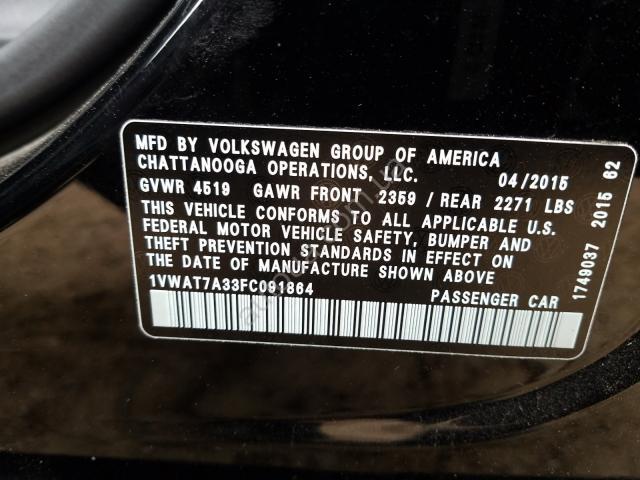 MFD BY VOLKSWAGEN GROUP OF AMERICA
CHATTANOOGA OPERATIONS, LLC. 04/2015
GVWR 4519 GAWR FRONT 2359 / REAR 2271 LBS
THIS VEHICLE CONFORMS TO ALL APPLICABLE U.S.
FEDERAL MOTOR VEHICLE SAFETY, BUMPER AND
THEFT PREVENTION STANDARDS IN EFFECT ON
THE DATE OF MANUFACTURE SHOWN ABOVE
1VWAT7A33FC091864 PASSENGER CAR
1749037 2015 62